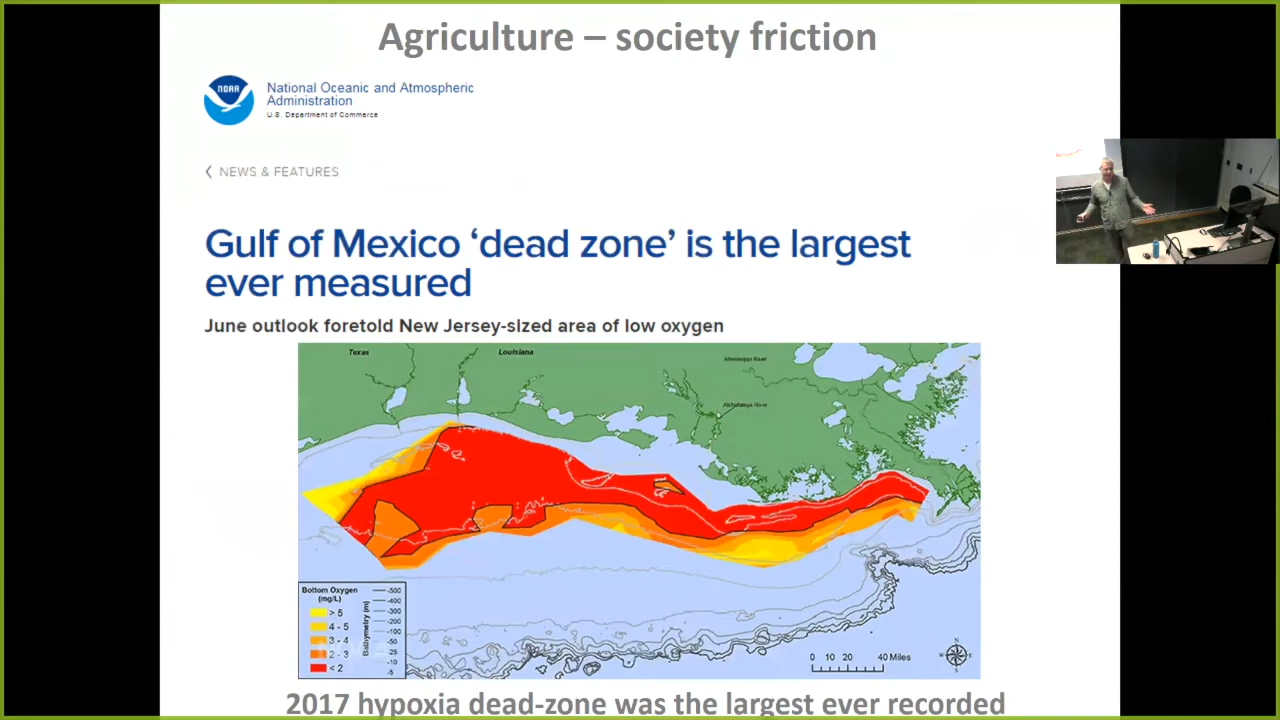 Agriculture – society friction
NOAA
National Oceanic and Atmospheric
Administration
U.S. Department of Commerce
NEWS & FEATURES
Gulf of Mexico ‘dead zone’ is the largest
ever measured
June outlook foretold New Jersey-sized area of low oxygen
Texas
Louisiana
Mississippi River
Atchafalaya River
Bottom Oxygen
(mg/L)
> 5
4 - 5
3 - 4
2 - 3
< 2
Bathymetry (m)
-500
-400
-300
-200
-100
-50
-25
-10
-5
0 10 20 40 Miles
N
W
E
S
2017 hypoxia dead-zone was the largest ever recorded